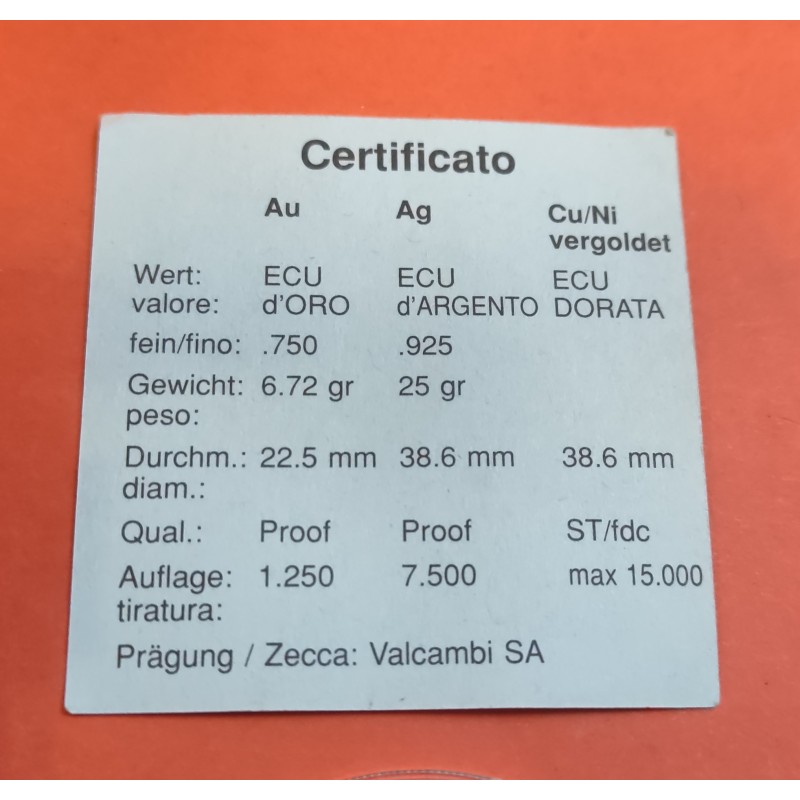 Certificato
Au Ag Cu/Ni
vergoldet
Wert: ECU ECU ECU
valore: d'ORO d'ARGENTO DORATA
fein/fino: .750 .925
Gewicht: 6.72 gr 25 gr
peso:
Durchm.: 22.5 mm 38.6 mm 38.6 mm
diam.:
Qual.: Proof Proof ST/fdc
Auflage: 1.250 7.500 max 15.000
tiratura:
Prägung / Zecca: Valcambi SA